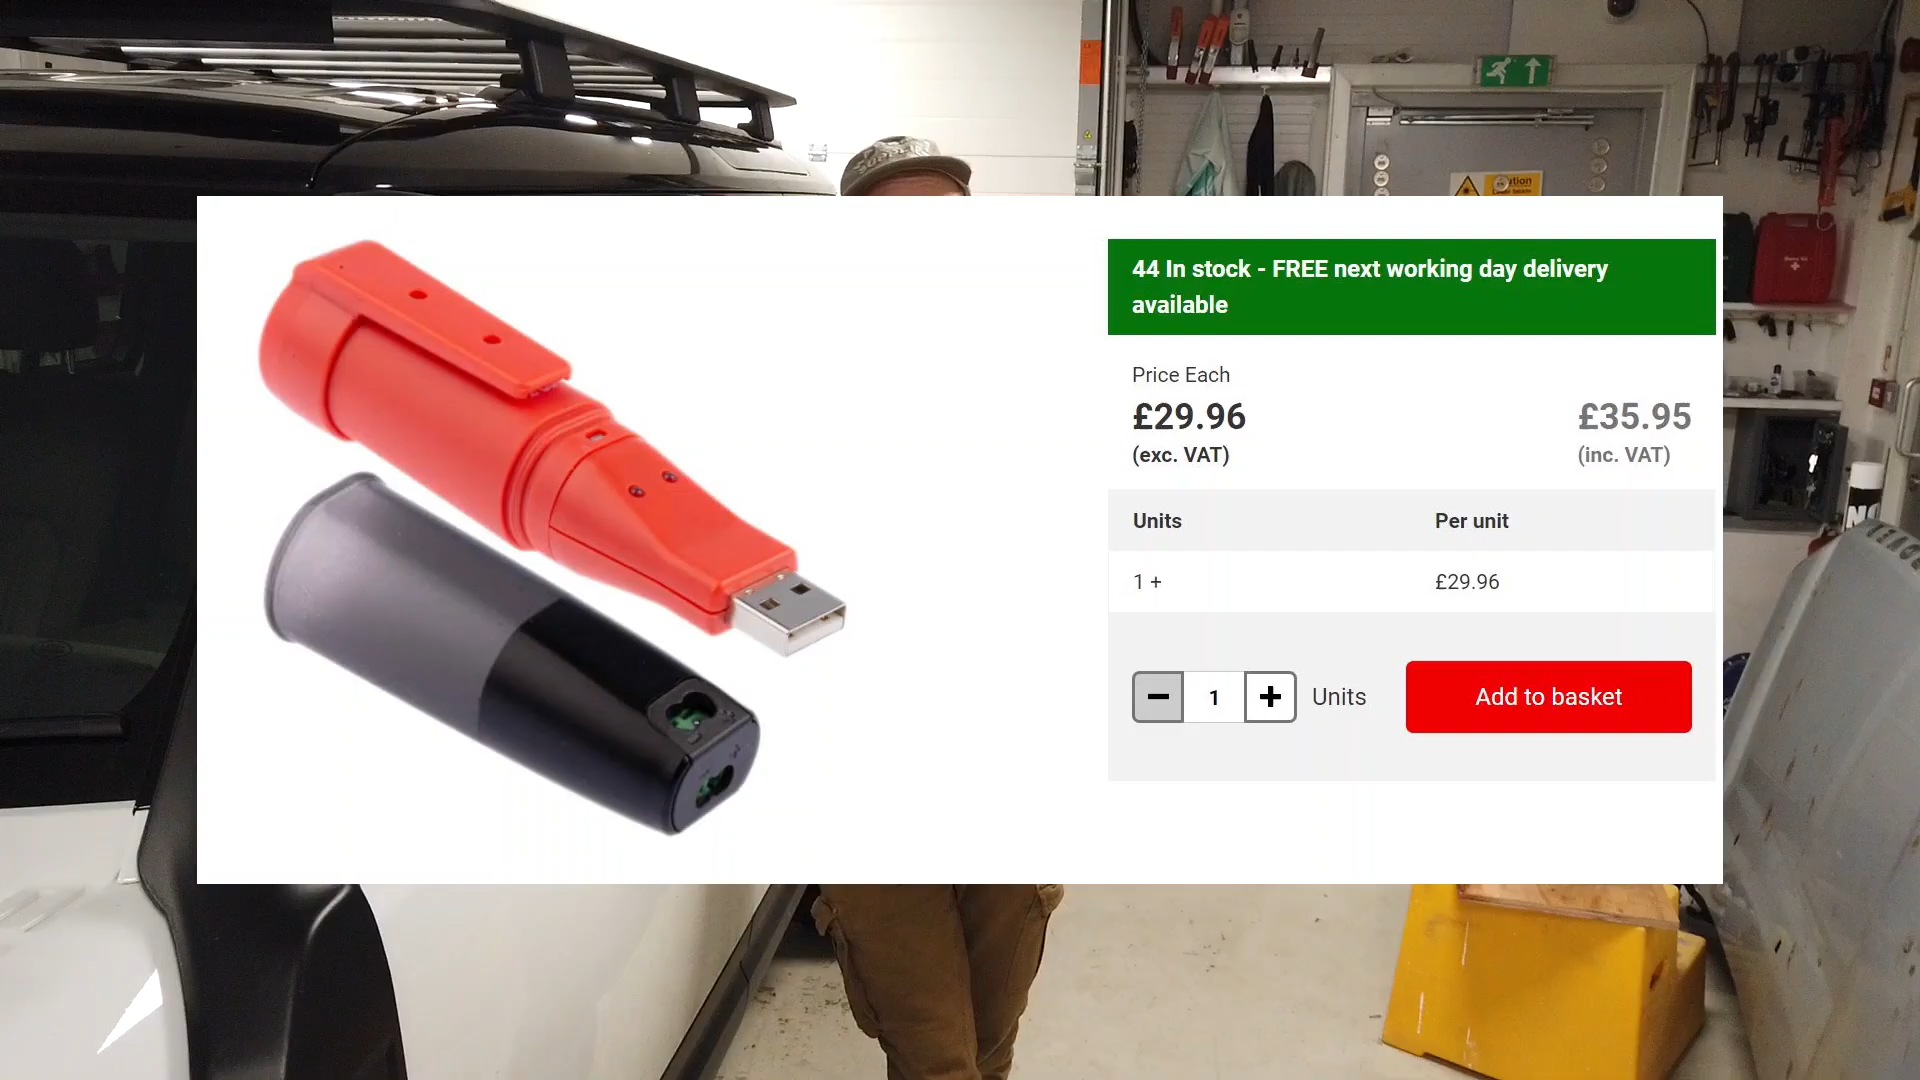 44 In stock - FREE next working day delivery
available
Price Each
£29.96
£35.95
(exc. VAT)
(inc. VAT)
Units
Per unit
1 +
£29.96
1
Units
Add to basket